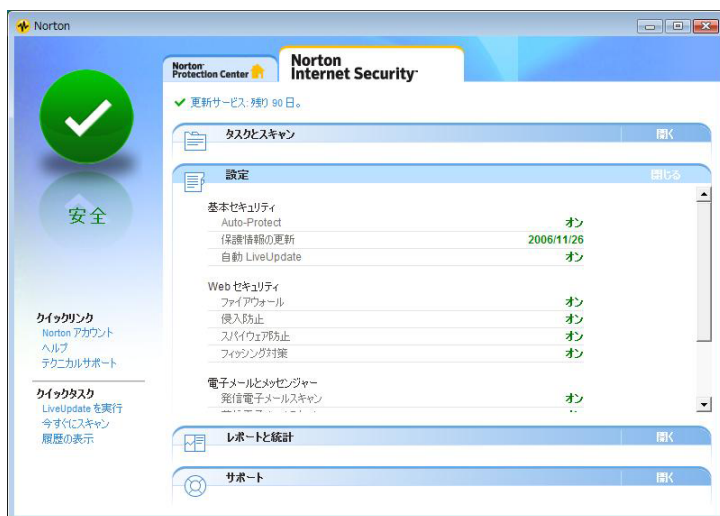 Norton
Norton
Protection Center
Norton
Internet Security
更新サービス: 残り 90 日。
タスクとスキャン
開く
設定
閉じる
安全
基本セキュリティ
Auto-Protect
オン
保護情報の更新
2006/11/26
自動 LiveUpdate
オン
Web セキュリティ
ファイアウォール
オン
侵入防止
オン
スパイウェア防止
オン
フィッシング対策
オン
電子メールとメッセンジャー
発信電子メールスキャン
オン
クイックリンク
Norton アカウント
ヘルプ
テクニカルサポート
クイックタスク
LiveUpdate を実行
今すぐにスキャン
履歴の表示
レポートと統計
開く
サポート
開く